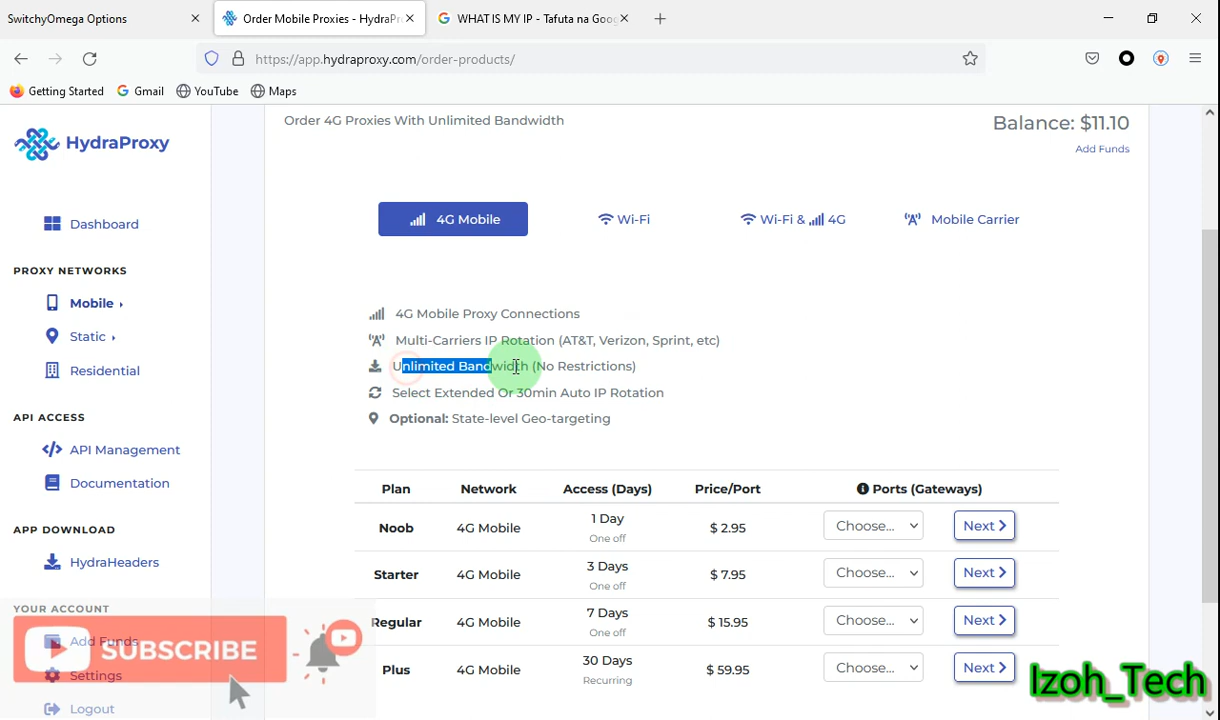 SwitchyOmega Options
Order Mobile Proxies - HydraPro
WHAT IS MY IP - Tafuta na Goog
https://app.hydraproxy.com/order-products/
Getting Started
Gmail
YouTube
Maps
HydraProxy
Dashboard
PROXY NETWORKS
Mobile
Static
Residential
API ACCESS
API Management
Documentation
APP DOWNLOAD
HydraHeaders
YOUR ACCOUNT
Add Funds
Settings
Logout
Order 4G Proxies With Unlimited Bandwidth
Balance: $11.10
Add Funds
4G Mobile
Wi-Fi
Wi-Fi & 4G
Mobile Carrier
4G Mobile Proxy Connections
Multi-Carriers IP Rotation (AT&T, Verizon, Sprint, etc)
Unlimited Bandwidth (No Restrictions)
Select Extended Or 30min Auto IP Rotation
Optional: State-level Geo-targeting
Plan Network Access (Days) Price/Port Ports (Gateways)
Noob 4G Mobile 1 Day One off $ 2.95 Choose... Next
Starter 4G Mobile 3 Days One off $ 7.95 Choose... Next
Regular 4G Mobile 7 Days One off $ 15.95 Choose... Next
Plus 4G Mobile 30 Days Recurring $ 59.95 Choose... Next
SUBSCRIBE
Izoh_Tech